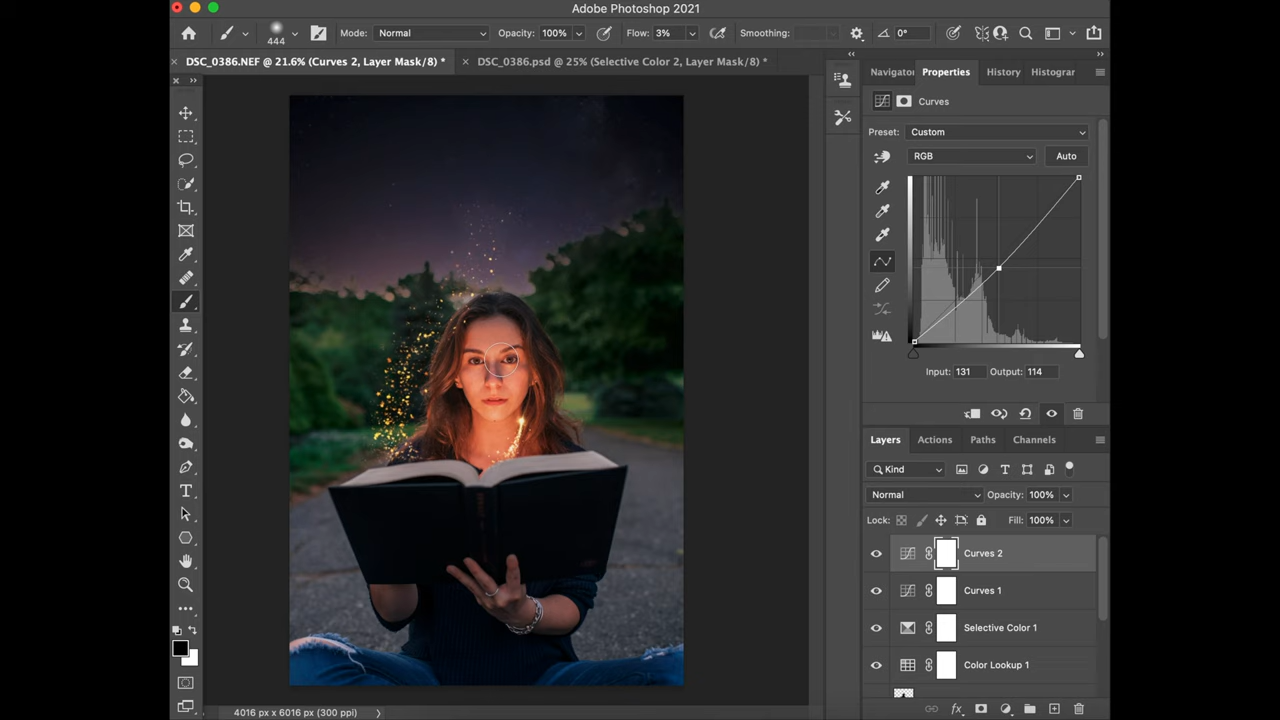 Adobe Photoshop 2021
444
Mode: Normal Opacity: 100% Flow: 3% Smoothing: 0°
DSC_0386.NEF @ 21.6% (Curves 2, Layer Mask/8) *
DSC_0386.psd @ 25% (Selective Color 2, Layer Mask/8) *
Navigator Properties History Histogram
Curves
Preset: Custom
RGB Auto
Input: 131 Output: 114
Layers Actions Paths Channels
Kind
Normal Opacity: 100%
Lock: Fill: 100%
Curves 2
Curves 1
Selective Color 1
Color Lookup 1
4016 px x 6016 px (300 ppi)